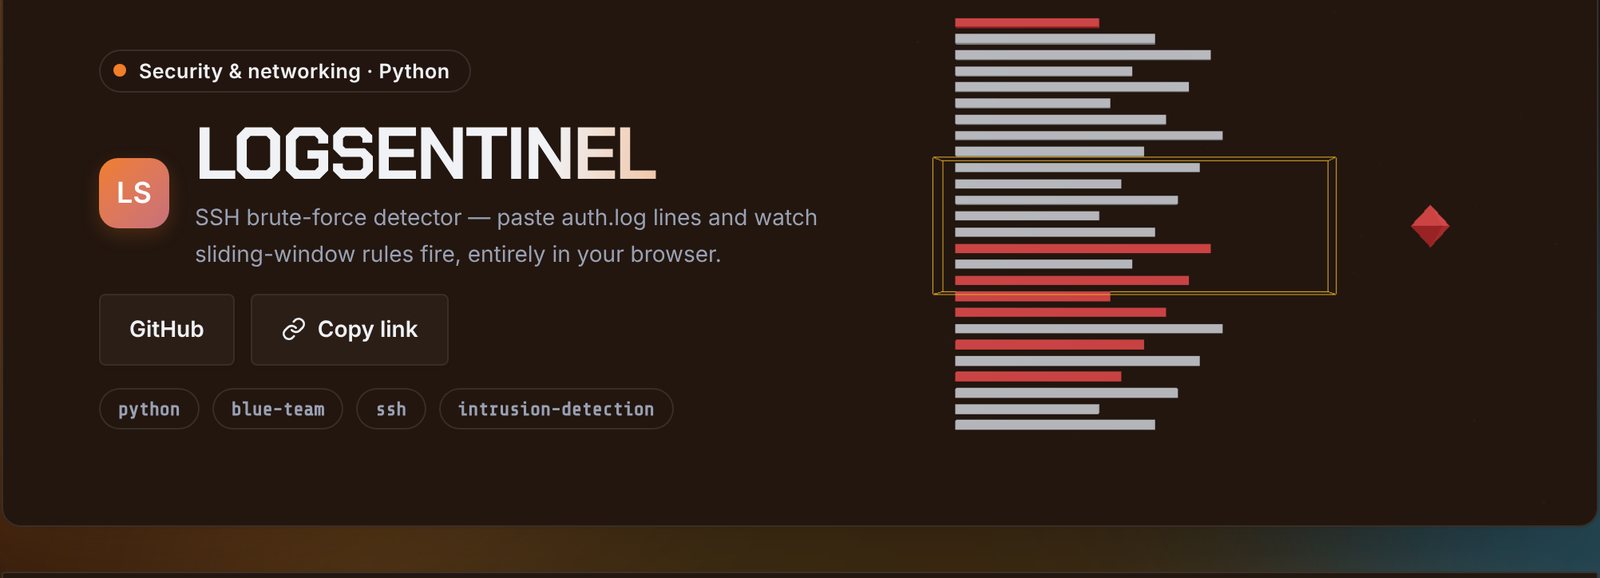 Security & networking · Python
LOGSENTINEL
LS
SSH brute-force detector — paste auth.log lines and watch
sliding-window rules fire, entirely in your browser.
GitHub
Copy link
python
blue-team
ssh
intrusion-detection